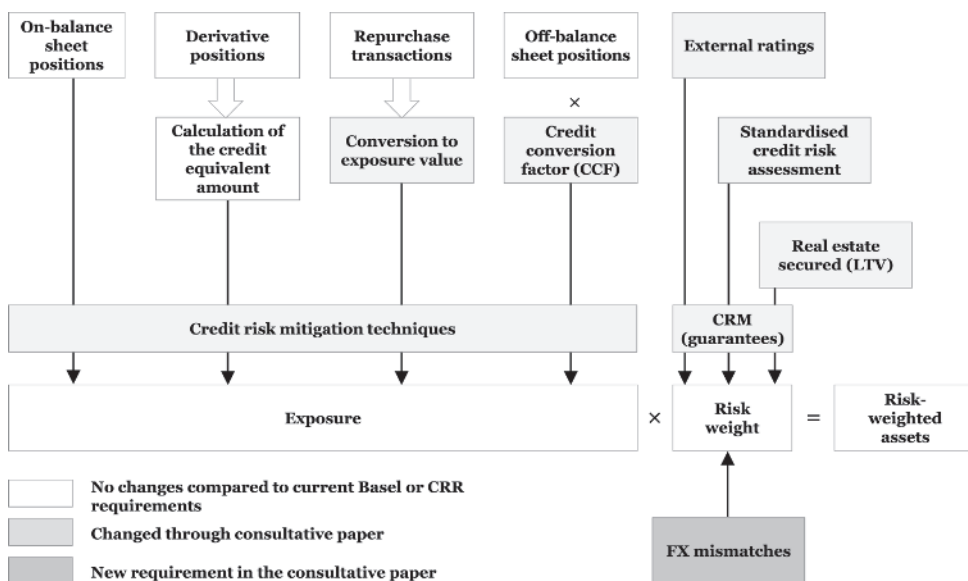 On-balance
sheet
positions
Derivative
positions
Repurchase
transactions
Off-balance
sheet positions
External ratings
×
Calculation of
the credit
equivalent
amount
Conversion to
exposure value
Credit
conversion
factor (CCF)
Standardised
credit risk
assessment
Real estate
secured (LTV)
Credit risk mitigation techniques
CRM
(guarantees)
Exposure
×
Risk
weight
=
Risk-
weighted
assets
No changes compared to current Basel or CRR
requirements
Changed through consultative paper
New requirement in the consultative paper
FX mismatches